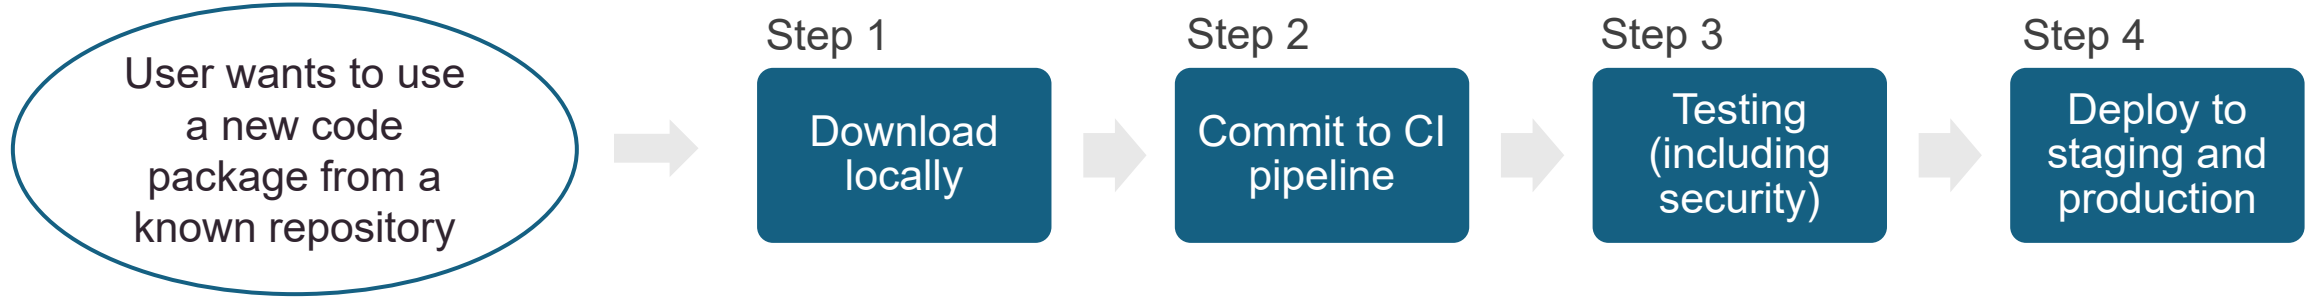 User wants to use
a new code
package from a
known repository
Step 1
Download
locally
Step 2
Commit to CI
pipeline
Step 3
Testing
(including
security)
Step 4
Deploy to
staging and
production